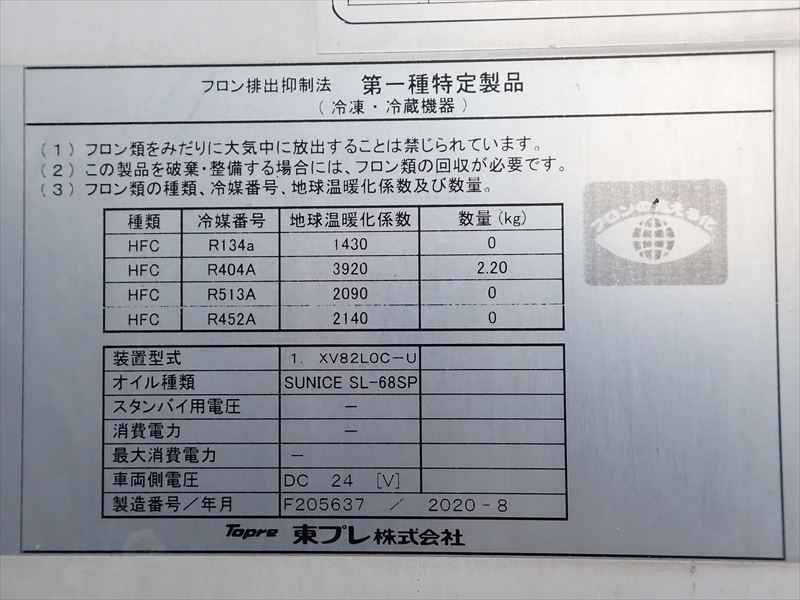 フロン排出抑制法 第一種特定製品
(冷凍・冷蔵機器)
(1) フロン類をみだりに大気中に放出することは禁じられています。
(2) この製品を破棄・整備する場合には、フロン類の回収が必要です。
(3) フロン類の種類、冷媒番号、地球温暖化係数及び数量。
種類 冷媒番号 地球温暖化係数 数量(kg)
HFC R134a 1430 0
HFC R404A 3920 2.20
HFC R513A 2090 0
HFC R452A 2140 0
装置型式 1. XV82LOC-U
オイル種類 SUNICE SL-68SP
スタンバイ用電圧 -
消費電力 -
最大消費電力 -
車両側電圧 DC 24 [V]
製造番号/年月 F205637 / 2020-8
Topre 東プレ株式会社